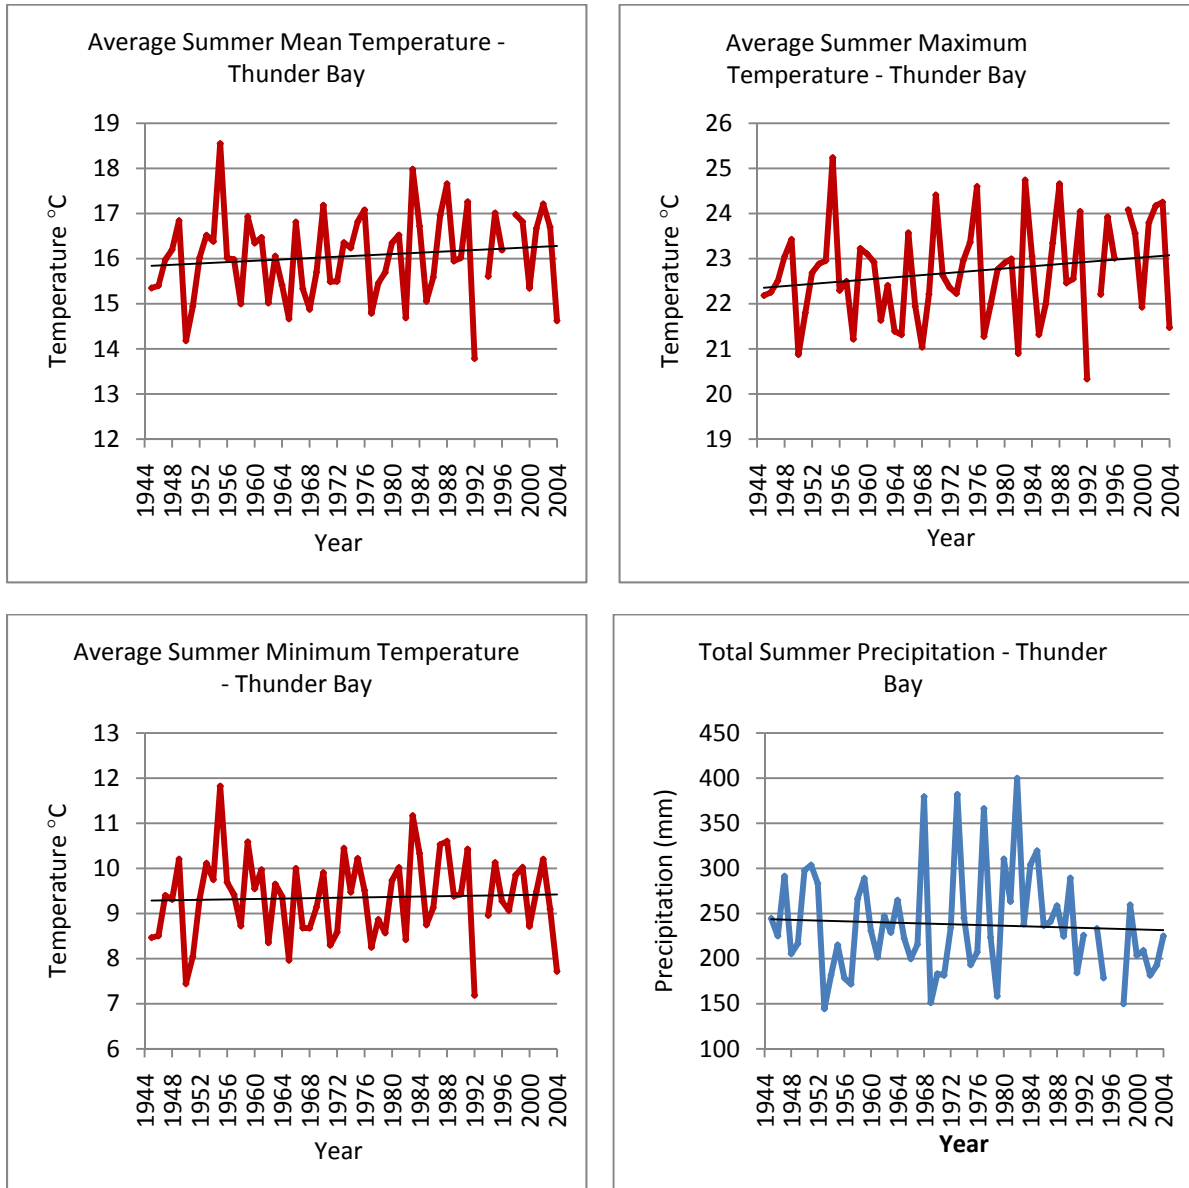 Average Summer Mean Temperature -
Thunder Bay
Temperature °C
19
18
17
16
15
14
13
12
1944 1948 1952 1956 1960 1964 1968 1972 1976 1980 1984 1988 1992 1996 2000 2004
Year
Average Summer Maximum
Temperature - Thunder Bay
Temperature °C
26
25
24
23
22
21
20
19
1944 1948 1952 1956 1960 1964 1968 1972 1976 1980 1984 1988 1992 1996 2000 2004
Year
Average Summer Minimum Temperature
- Thunder Bay
Temperature °C
13
12
11
10
9
8
7
6
1944 1948 1952 1956 1960 1964 1968 1972 1976 1980 1984 1988 1992 1996 2000 2004
Year
Total Summer Precipitation - Thunder
Bay
Precipitation (mm)
450
400
350
300
250
200
150
100
1944 1948 1952 1956 1960 1964 1968 1972 1976 1980 1984 1988 1992 1996 2000 2004
Year